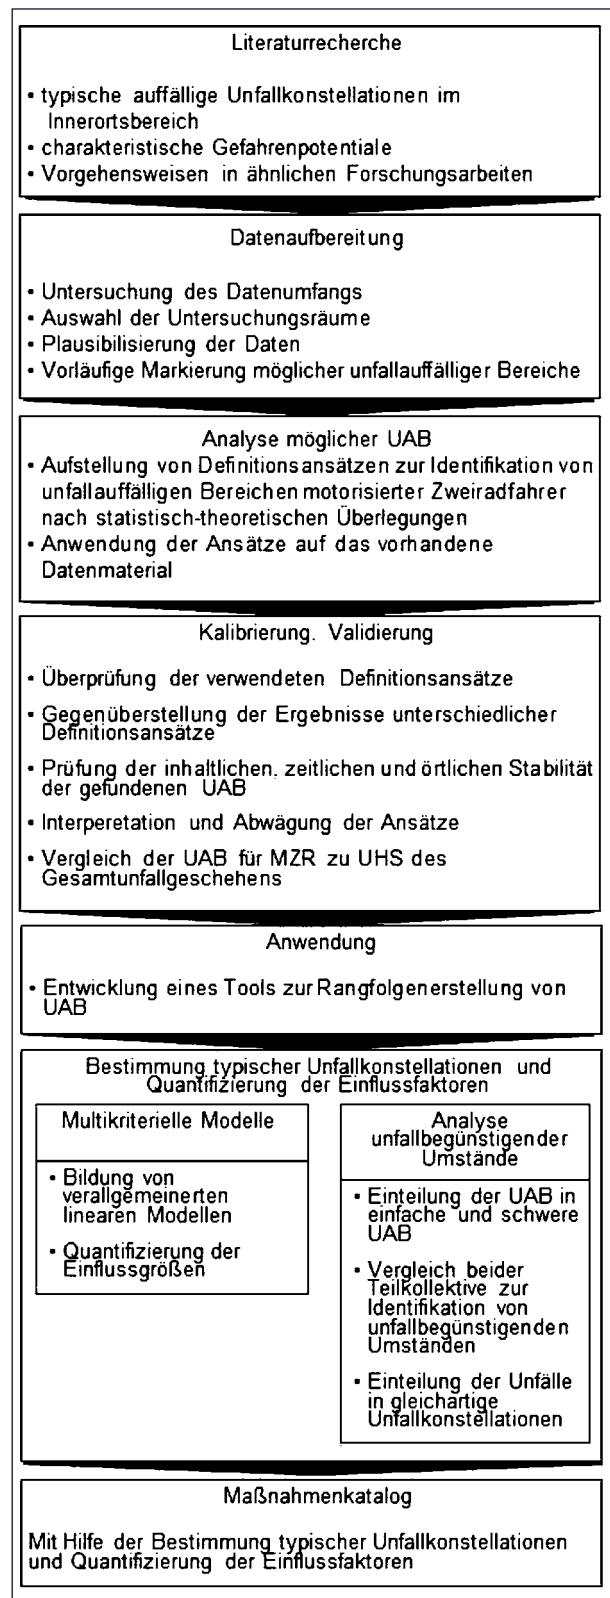 Literaturrecherche
• typische auffällige Unfallkonstellationen im
Innerortsbereich
• charakteristische Gefahrenpotentiale
• Vorgehensweisen in ähnlichen Forschungsarbeiten
Datenaufbereitung
• Untersuchung des Datenumfangs
• Auswahl der Untersuchungsräume
• Plausibilisierung der Daten
• Vorläufige Markierung möglicher unfallauffälliger Bereiche
Analyse möglicher UAB
• Aufstellung von Definitionsansätzen zur Identifikation von
unfallauffälligen Bereichen motorisierter Zweiradfahrer
nach statistisch-theoretischen Überlegungen
• Anwendung der Ansätze auf das vorhandene
Datenmaterial
Kalibrierung. Validierung
• Überprüfung der verwendeten Definitionsansätze
• Gegenüberstellung der Ergebnisse unterschiedlicher
Definitionsansätze
• Prüfung der inhaltlichen. zeitlichen und örtlichen Stabilität
der gefundenen UAB
• Interperetation und Abwägung der Ansätze
• Vergleich der UAB für MZR zu UHS des
Gesamtunfallgeschehens
Anwendung
• Entwicklung eines Tools zur Rangfolgenerstellung von
UAB
Bestimmung typischer Unfallkonstellationen und
Quantifizierung der Einflussfaktoren
Multikriterielle Modelle
• Bildung von
verallgemeinerten
linearen Modellen
• Quantifizierung der
Einflussgrößen
Analyse
unfallbegünstigender
Umstände
• Einteilung der UAB in
einfache und schwere
UAB
• Vergleich beider
Teilkollektive zur
Identifikation von
unfallbegünstigenden
Umständen
• Einteilung der Unfälle
in gleichartige
Unfallkonstellationen
Maßnahmenkatalog
Mit Hilfe der Bestimmung typischer Unfallkonstellationen
und Quantifizierung der Einflussfaktoren